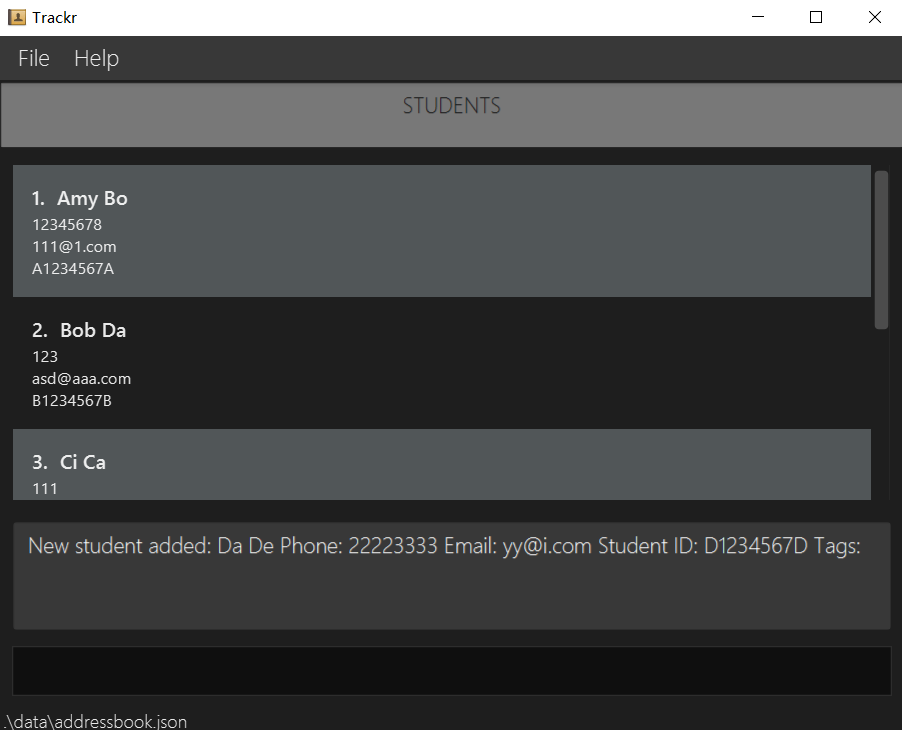 Trackr
File Help
STUDENTS
1. Amy Bo
12345678
111@1.com
A1234567A
2. Bob Da
123
asd@aaa.com
B1234567B
3. Ci Ca
111
New student added: Da De Phone: 22223333 Email: yy@i.com Student ID: D1234567D Tags:
.\data\addressbook.json